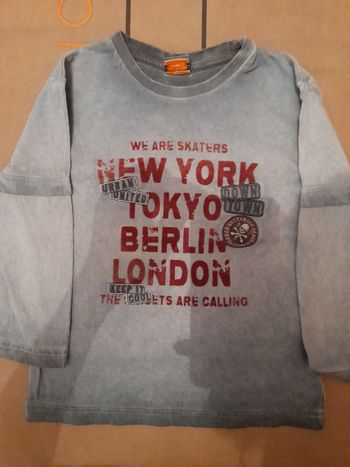 WE ARE SKATERS
NEW YORK
URBAN UNITED
DOWN TOWN
TOKYO
BERLIN
LONDON
KEEP IT COOL
THE ARE CALLING